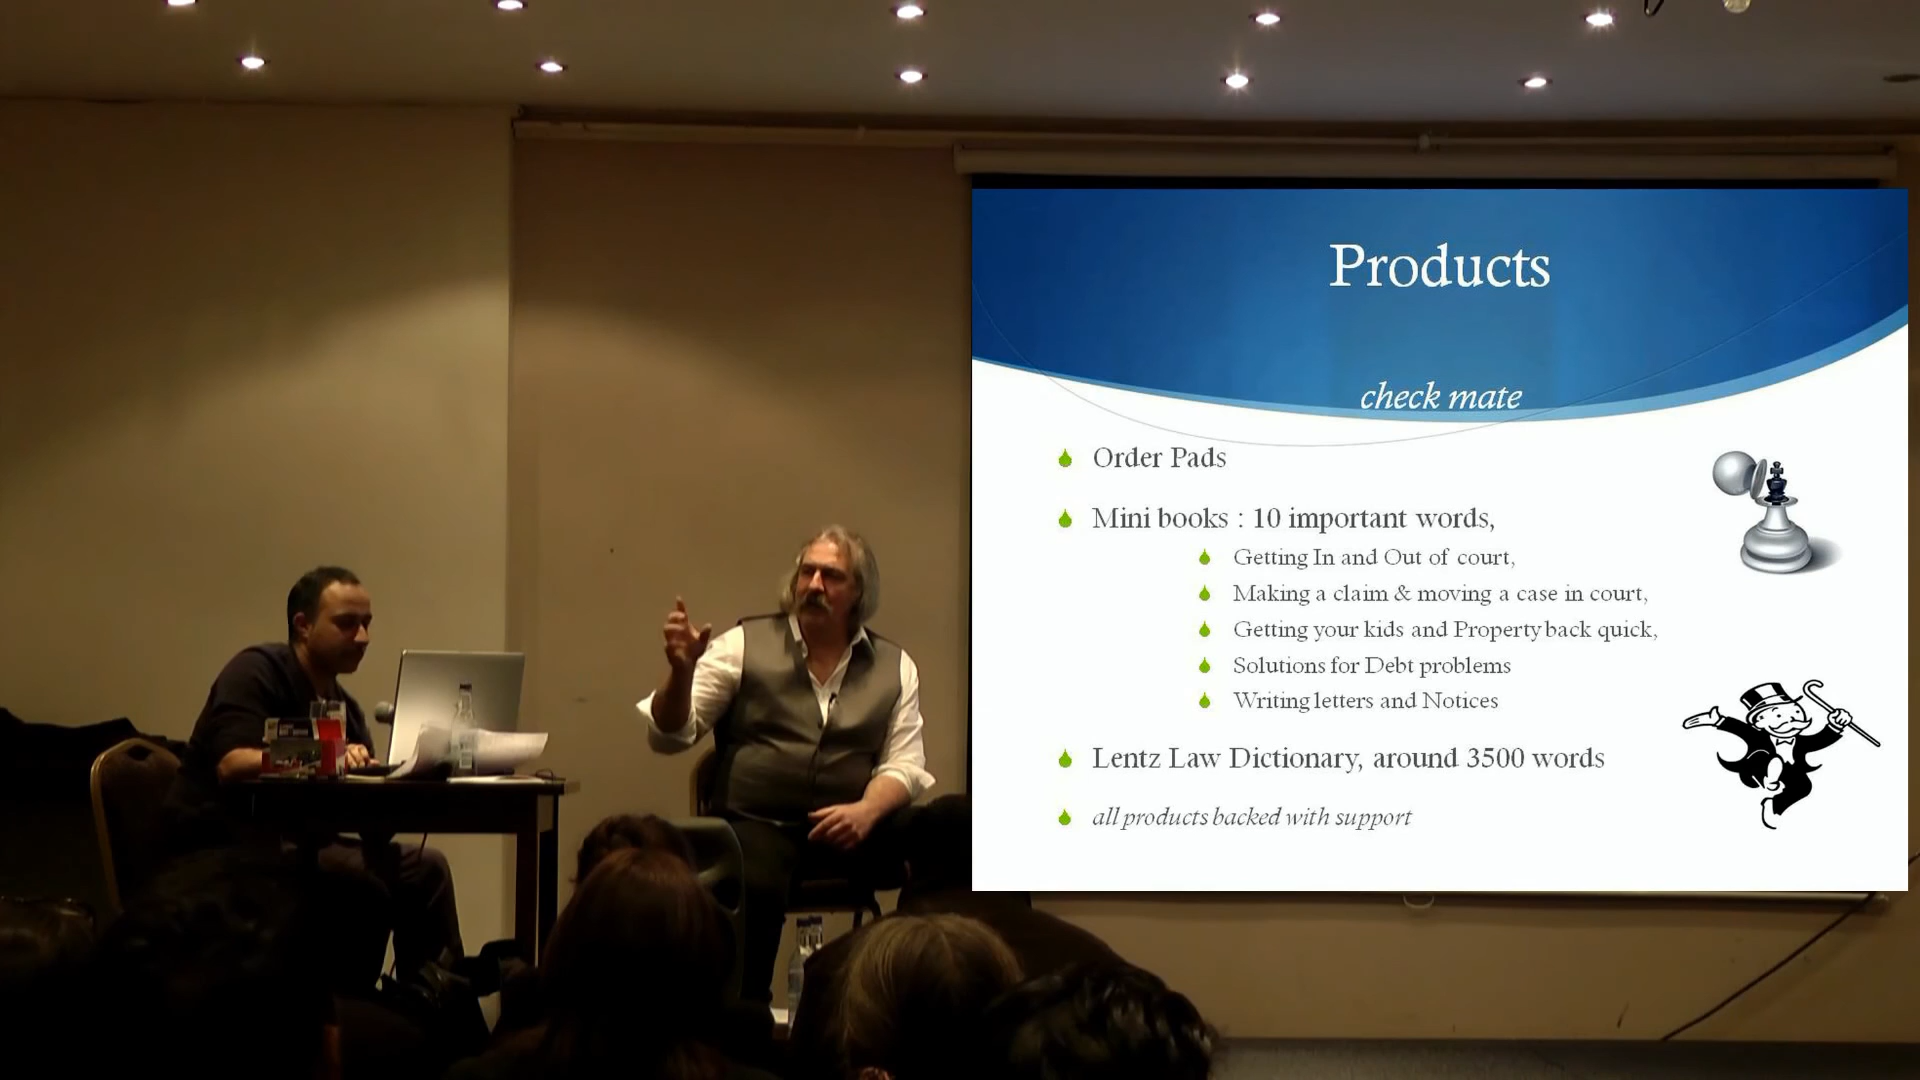 Products
check mate
Order Pads
Mini books : 10 important words,
Getting In and Out of court,
Making a claim & moving a case in court,
Getting your kids and Property back quick,
Solutions for Debt problems
Writing letters and Notices
Lentz Law Dictionary, around 3500 words
all products backed with support